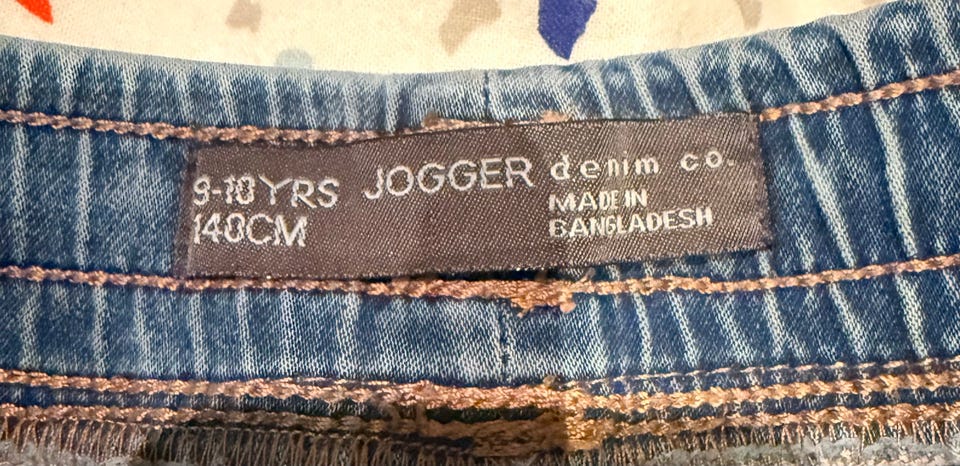 9-10YRS
140CM
JOGGER denim co.
MADE IN
BANGLADESH